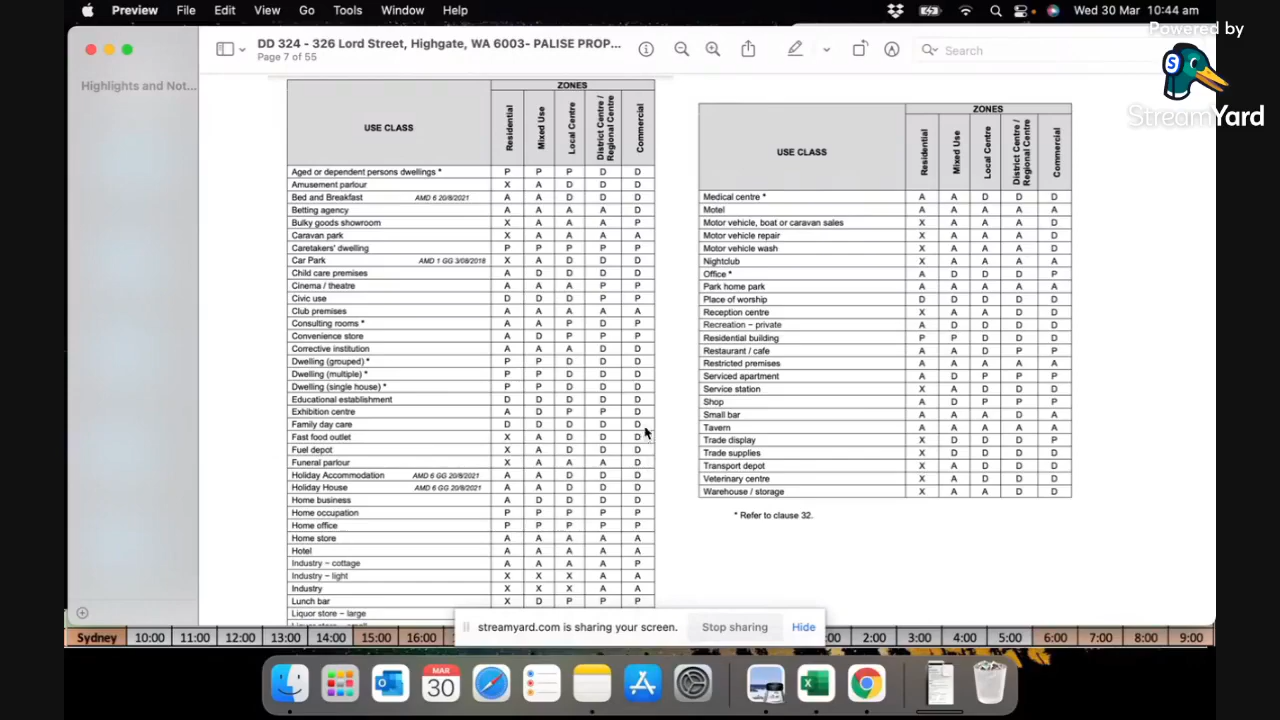 Preview File Edit View Go Tools Window Help Wed 30 Mar 10:44 am
Powered by
StreamYard
DD 324 - 326 Lord Street, Highgate, WA 6003- PALISE PROP...
Page 7 of 55
Search
Highlights and Not...
USE CLASS
ZONES
Residential
Mixed Use
Local Centre
District Centre /
Regional Centre
Commercial
Aged or dependent persons dwellings * P P P D D
Amusement parlour X A D D D
Bed and Breakfast AMD 6 20/8/2021 A A D D D
Betting agency A A A A D
Bulky goods showroom X A A A P
Caravan park X A A A A
Caretakers' dwelling P P P P P
Car Park AMD 1 GG 3/08/2018 X A D D D
Child care premises A D D D D
Cinema / theatre A A A P P
Civic use D D D P P
Club premises A A A A A
Consulting rooms * A A P D P
Convenience store A D P P P
Corrective institution A A A D D
Dwelling (grouped) * P P D D D
Dwelling (multiple) * P P D D D
Dwelling (single house) * P P D D D
Educational establishment D D D D D
Exhibition centre A D P P D
Family day care D D D D D
Fast food outlet X A D D D
Fuel depot X A D D D
Funeral parlour X A A A D
Holiday Accommodation AMD 6 GG 20/8/2021 A A D D D
Holiday House AMD 6 GG 20/8/2021 A A D D D
Home business A D D D D
Home occupation P P P P P
Home office P P P P P
Home store A A A A A
Hotel A A A A A
Industry – cottage A A A A P
Industry – light X X X A A
Industry X X X A A
Lunch bar X D P P P
Liquor store – large
USE CLASS
ZONES
Residential
Mixed Use
Local Centre
District Centre /
Regional Centre
Commercial
Medical centre * A A D D D
Motel A A A A A
Motor vehicle, boat or caravan sales X A A A D
Motor vehicle repair X A A A D
Motor vehicle wash X A A A D
Nightclub X A A A D
Office * A D D D P
Park home park A A A A A
Place of worship D D D D D
Reception centre X A A D D
Recreation – private A D D D D
Residential building P P D D D
Restaurant / cafe A A D P P
Restricted premises A A A A A
Serviced apartment A D P P P
Service station X A D D D
Shop A D P P P
Small bar A A A D A
Tavern A A A A A
Trade display X D D D P
Trade supplies X D D D D
Transport depot X A D D D
Veterinary centre X A D D D
Warehouse / storage X A A D D
* Refer to clause 32.
streamyard.com is sharing your screen. Stop sharing Hide
Sydney 10:00 11:00 12:00 13:00 14:00 15:00 16:00 2:00 3:00 4:00 5:00 6:00 7:00 8:00 9:00
MAR
30